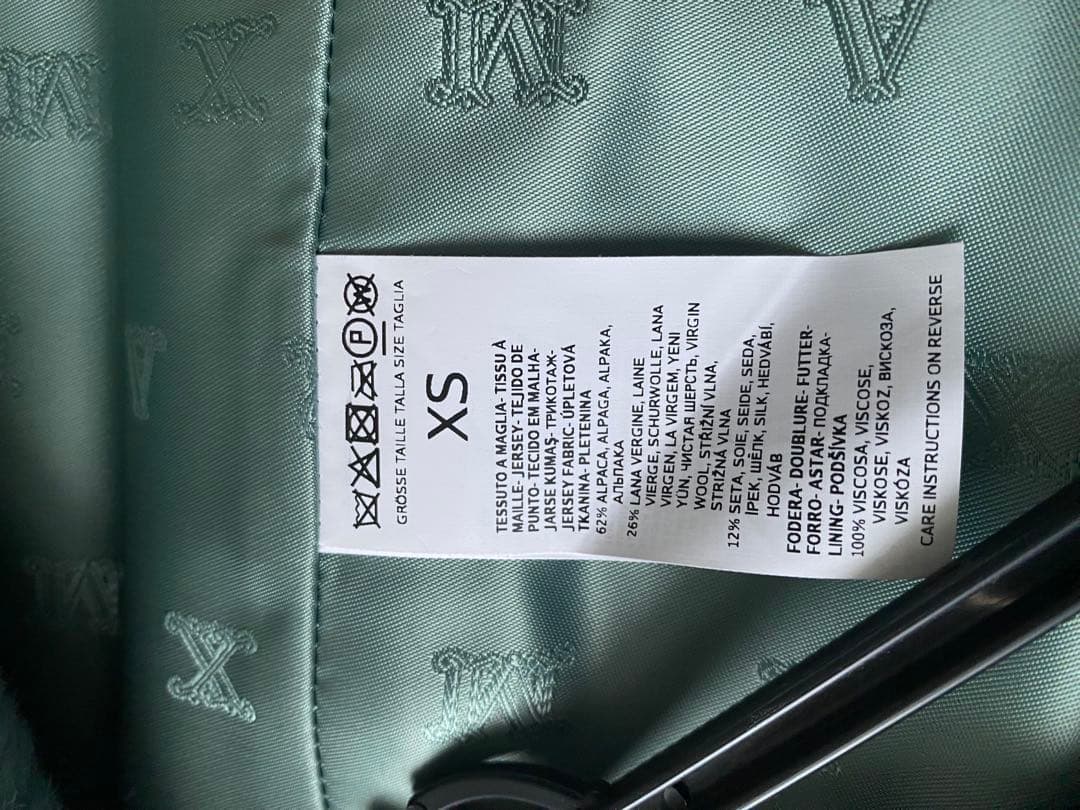 P W
GRÖSSE TAILLE TALLA SIZE TAGLIA
XS
TESSUTO A MAGLIA- TISSU À
MAILLE- JERSEY- TEJIDO DE
PUNTO- TECIDO EM MALHA-
JARSE KUMAŞ- ТРИКОТАЖ-
JERSEY FABRIC- ÚPLETOVÁ
TKANINA- PLETENINA
62% ALPACA, ALPACA, ALPAKA,
АЛЬПАКА
26% LANA VERGINE, LAINE
VIERGE, SCHURWOLLE, LANA
VIRGEN, LA VIRGEM, YENI
YÜN, ЧИСТАЯ ШЕРСТЬ, VIRGIN
WOOL, STŘIŽNÍ VLNA,
STRIŽNÁ VLNA
12% SETA, SOIE, SEIDE, SEDA,
İPEK, ШЁЛК, SILK, HEDVÁBÍ,
HODVÁB
FODERA- DOUBLURE- FUTTER-
FORRO- ASTAR- ПОДКЛАДКА-
LINING- PODŠÍVKA
100% VISCOSA, VISCOSE,
VISKOSE, VISKOZ, ВИСКОЗА,
VISKÓZA
CARE INSTRUCTIONS ON REVERSE